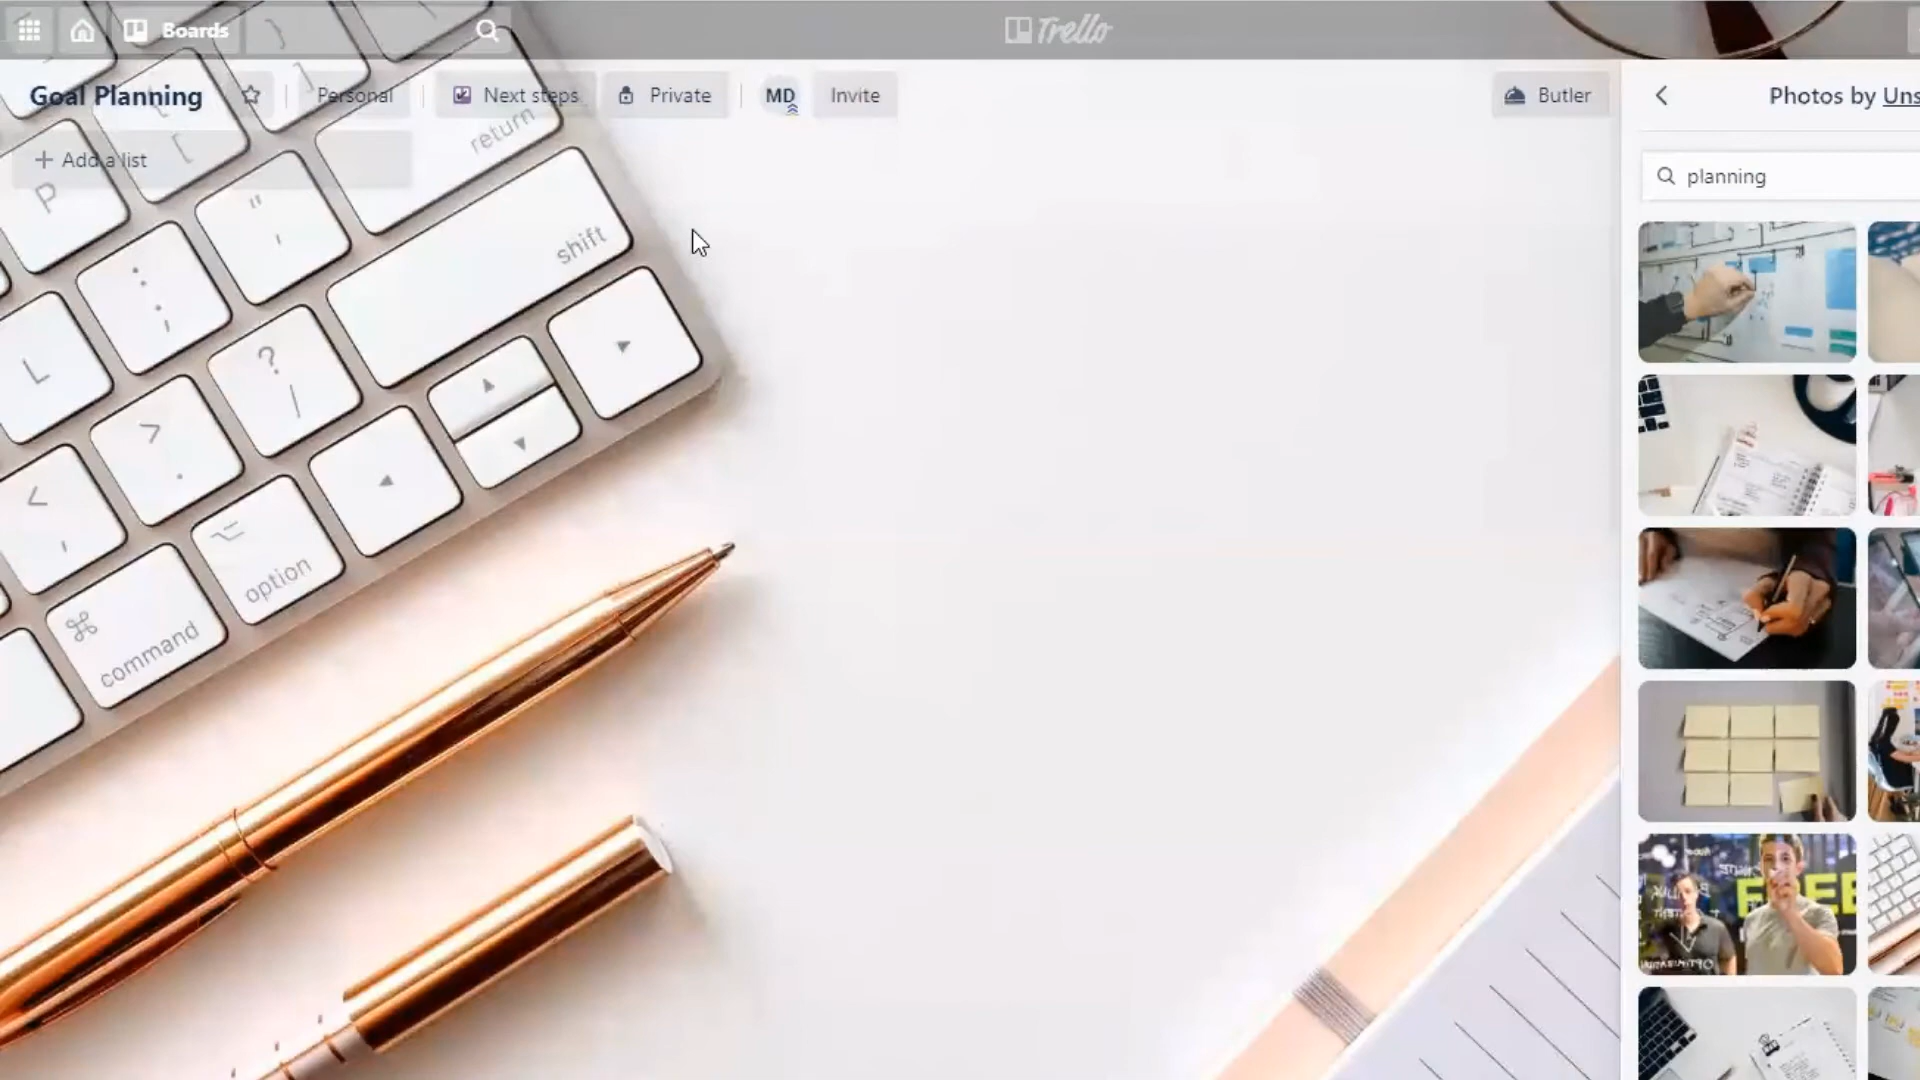 Boards
Trello
Goal Planning
Personal
Next steps
Private
MD
Invite
Butler
Photos by Uns
+ Add a list
planning
return
shift
option
command
P
[
]
}
"
'
:
;
L
?
/
>
.
<
,
FREE